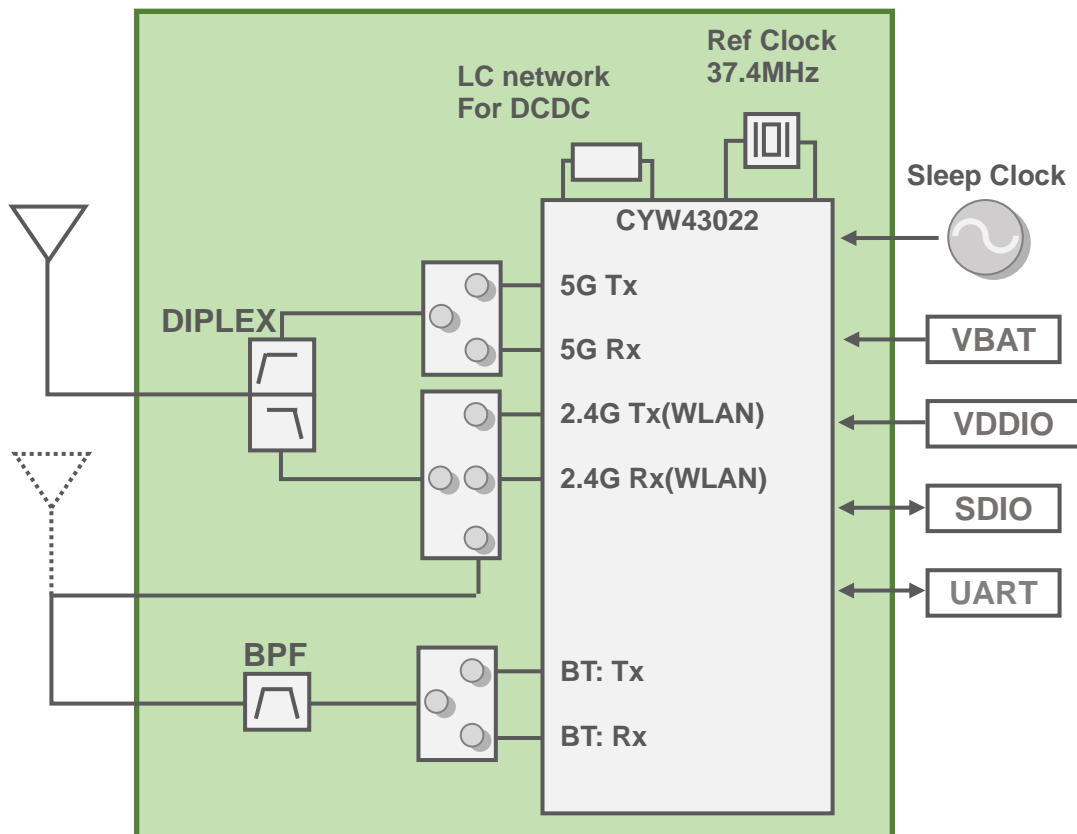 Ref Clock
37.4MHz
LC network
For DCDC
Sleep Clock
CYW43022
5G Tx
DIPLEX
VBAT
5G Rx
2.4G Tx(WLAN)
VDDIO
2.4G Rx(WLAN)
SDIO
UART
BPF
BT: Tx
BT: Rx